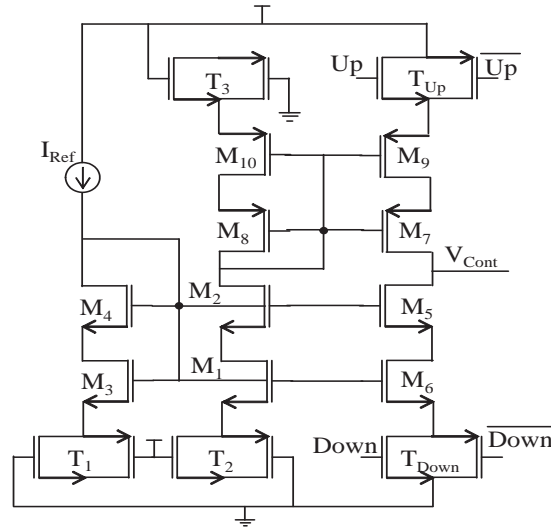 Up
T3
TUp
Up
IRef
M10
M9
M8
M7
VCont
M4
M2
M5
M3
M1
M6
Down
Down
T1
T2
TDown